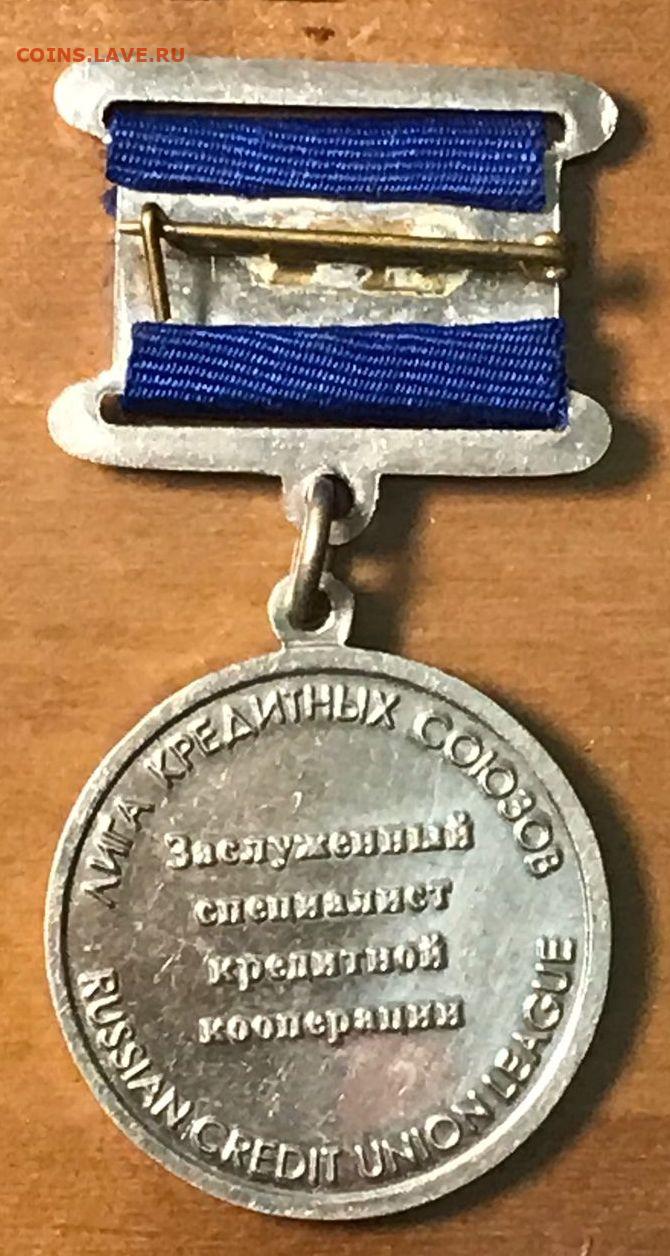 COINS.LAVE.RU
ЛИГА КРЕДИТНЫХ СОЮЗОВ
Заслуженный
специалист
кредитной
кооперации
RUSSIAN CREDIT UNION LEAGUE